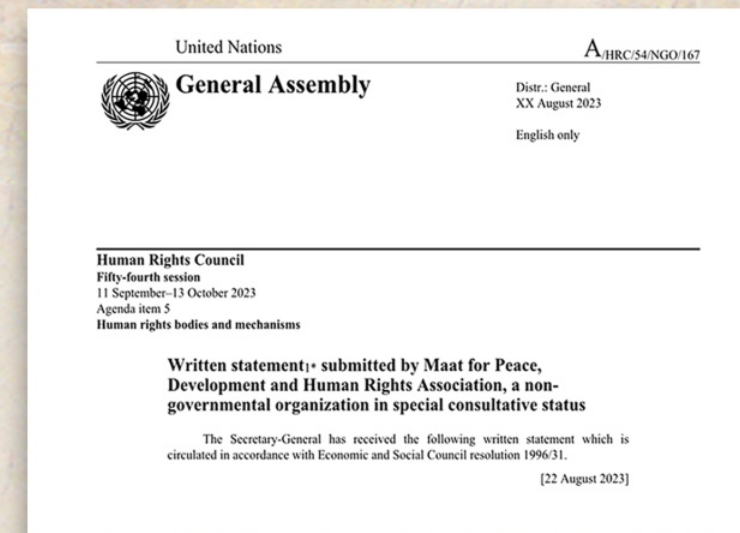 United Nations A/HRC/54/NGO/167
General Assembly
Distr.: General
XX August 2023
English only
Human Rights Council
Fifty-fourth session
11 September–13 October 2023
Agenda item 5
Human rights bodies and mechanisms
Written statement1* submitted by Maat for Peace,
Development and Human Rights Association, a non-
governmental organization in special consultative status
The Secretary-General has received the following written statement which is
circulated in accordance with Economic and Social Council resolution 1996/31.
[22 August 2023]